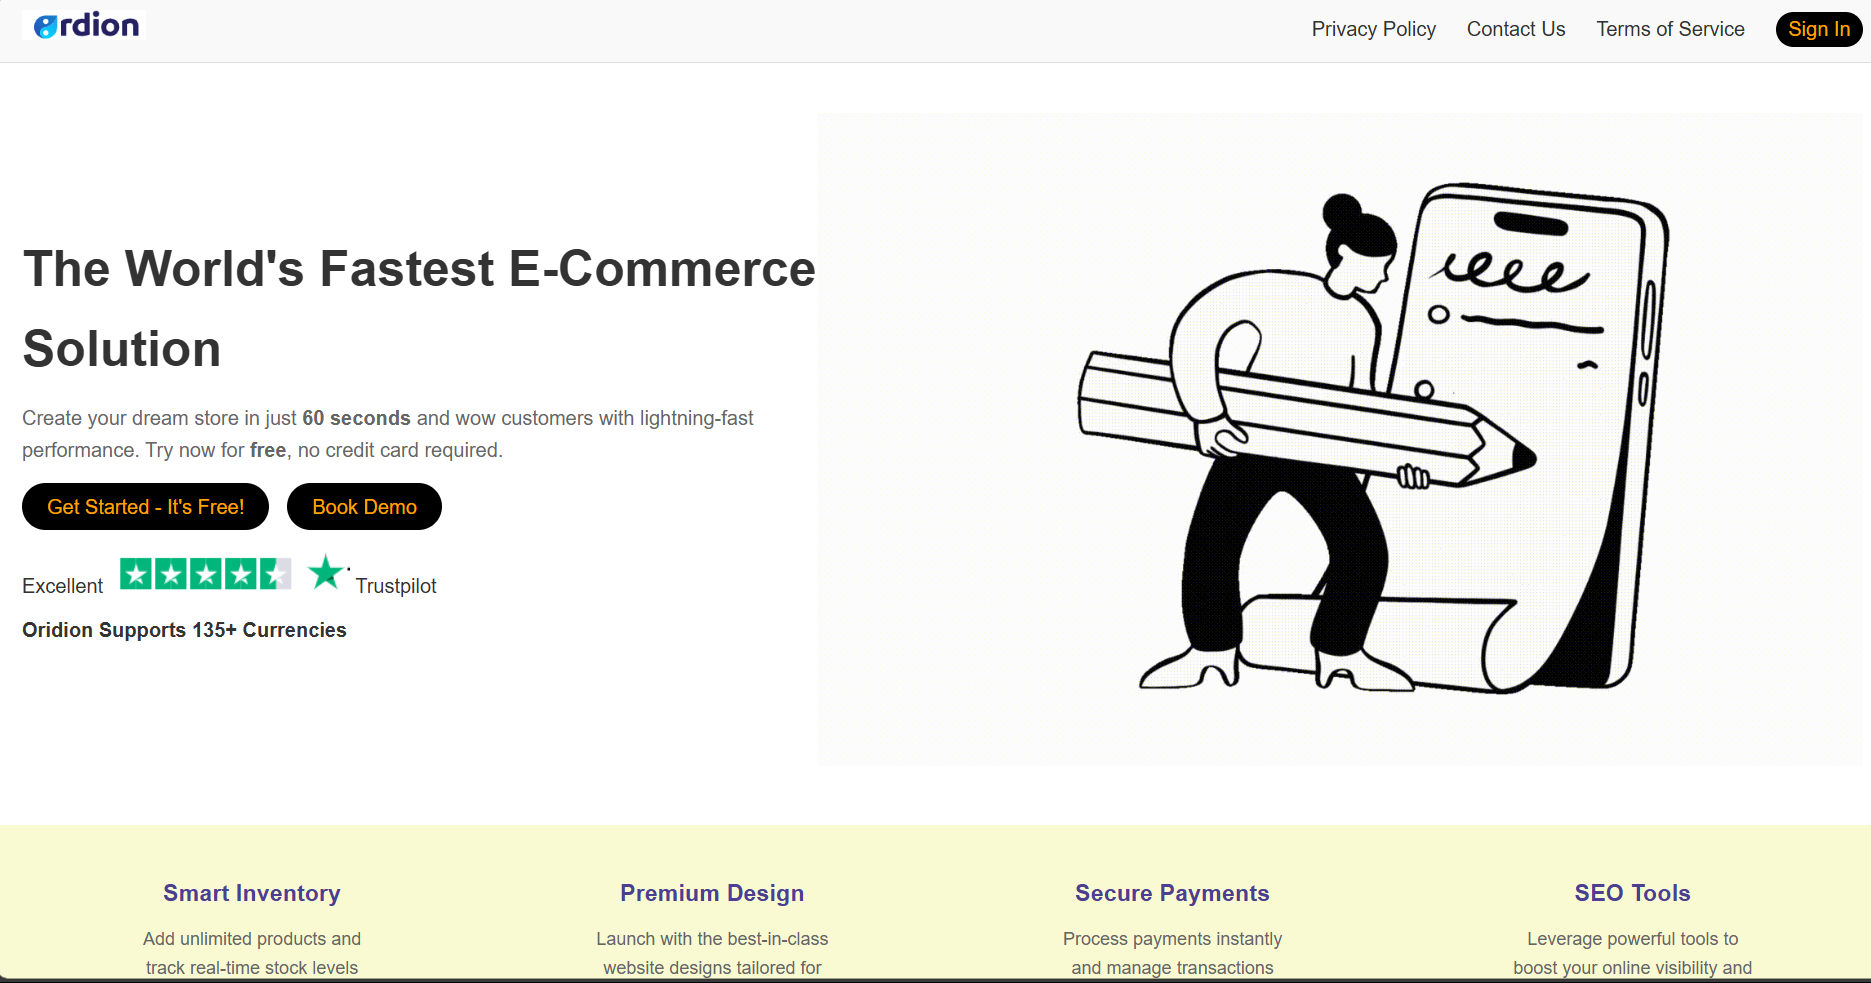 Ordion
Privacy Policy
Contact Us
Terms of Service
Sign In
The World's Fastest E-Commerce
Solution
Create your dream store in just 60 seconds and wow customers with lightning-fast
performance. Try now for free, no credit card required.
Get Started - It's Free!
Book Demo
Excellent
Trustpilot
Oridion Supports 135+ Currencies
Smart Inventory
Add unlimited products and
track real-time stock levels
Premium Design
Launch with the best-in-class
website designs tailored for
Secure Payments
Process payments instantly
and manage transactions
SEO Tools
Leverage powerful tools to
boost your online visibility and